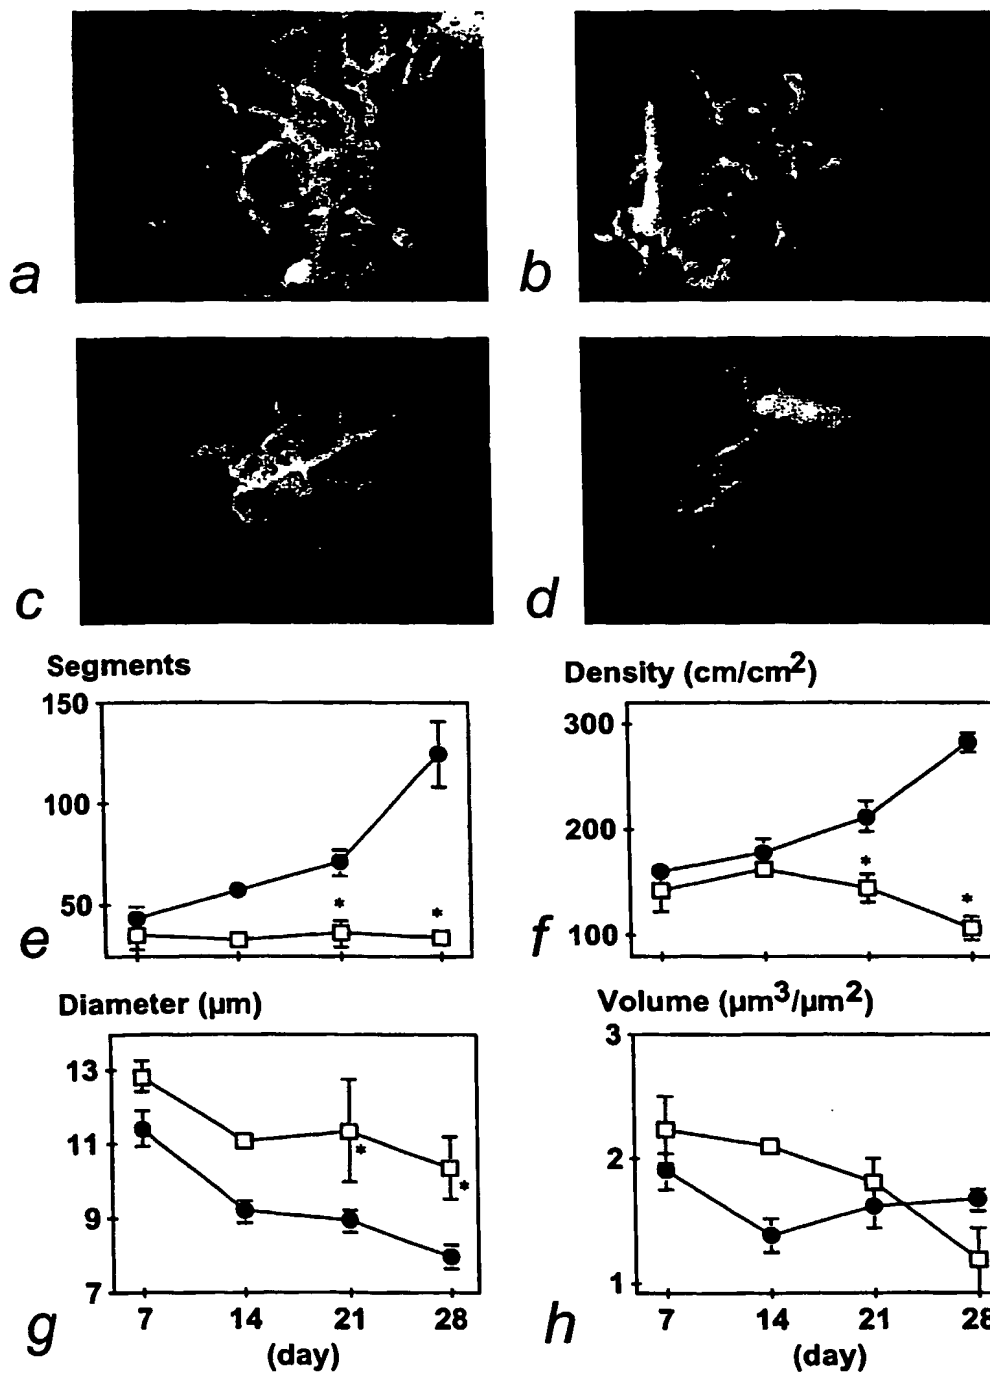 a
b
c
d
Segments
150
100
50
*
*
e
Density (cm/cm²)
300
200
100
*
*
f
Diameter (µm)
13
11
9
7
*
*
7 14 21 28
(day)
g
Volume (µm³/µm²)
3
2
1
7 14 21 28
(day)
h